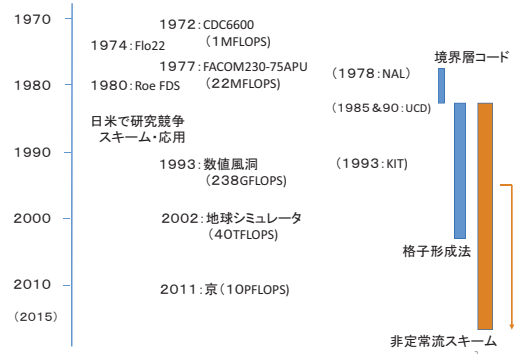 1970
1972：CDC6600
（1MFLOPS）
1974：Flo22
境界層コード
1977：FACOM230-75APU
（22MFLOPS）
（1978：NAL）
1980
1980：Roe FDS
（1985＆90：UCD）
日米で研究競争
スキーム・応用
1990
1993：数値風洞
（238GFLOPS）
（1993：KIT）
2000
2002：地球シミュレータ
（40TFLOPS）
格子形成法
2010
2011：京（10PFLOPS）
（2015）
非定常流スキーム